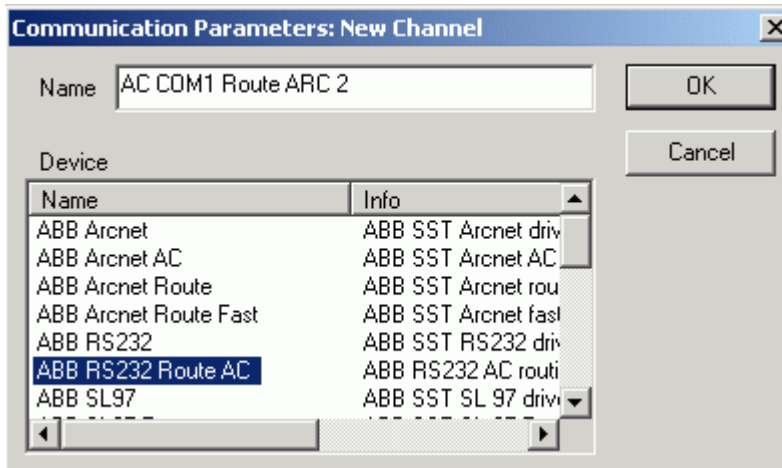 Communication Parameters: New Channel
Name AC COM1 Route ARC 2 OK
Cancel
Device
Name Info
ABB Arcnet ABB SST Arcnet driv
ABB Arcnet AC ABB SST Arcnet AC
ABB Arcnet Route ABB SST Arcnet rou
ABB Arcnet Route Fast ABB SST Arcnet fast
ABB RS232 ABB SST RS232 driv
ABB RS232 Route AC ABB RS232 AC routi
ABB SL97 ABB SST SL 97 drive